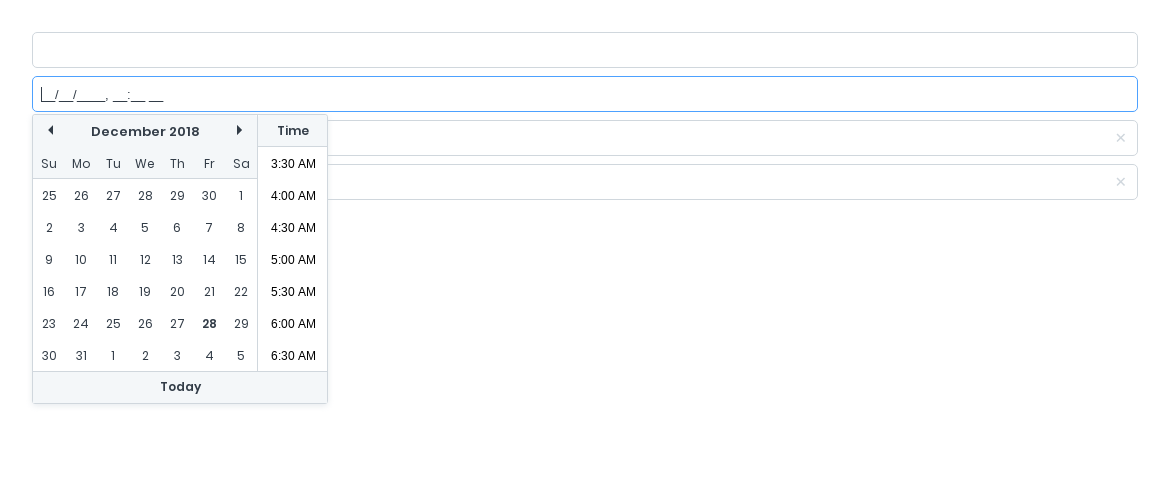 __/__/____, __:__ __
December 2018 Time
Su Mo Tu We Th Fr Sa 3:30 AM
25 26 27 28 29 30 1 4:00 AM
2 3 4 5 6 7 8 4:30 AM
9 10 11 12 13 14 15 5:00 AM
16 17 18 19 20 21 22 5:30 AM
23 24 25 26 27 28 29 6:00 AM
30 31 1 2 3 4 5 6:30 AM
Today